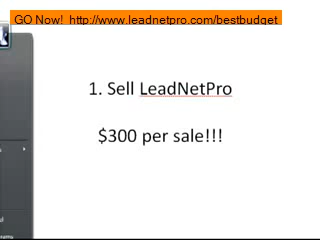 GO Now! http://www.leadnetpro.com/bestbudget
1. Sell LeadNetPro
$300 per sale!!!